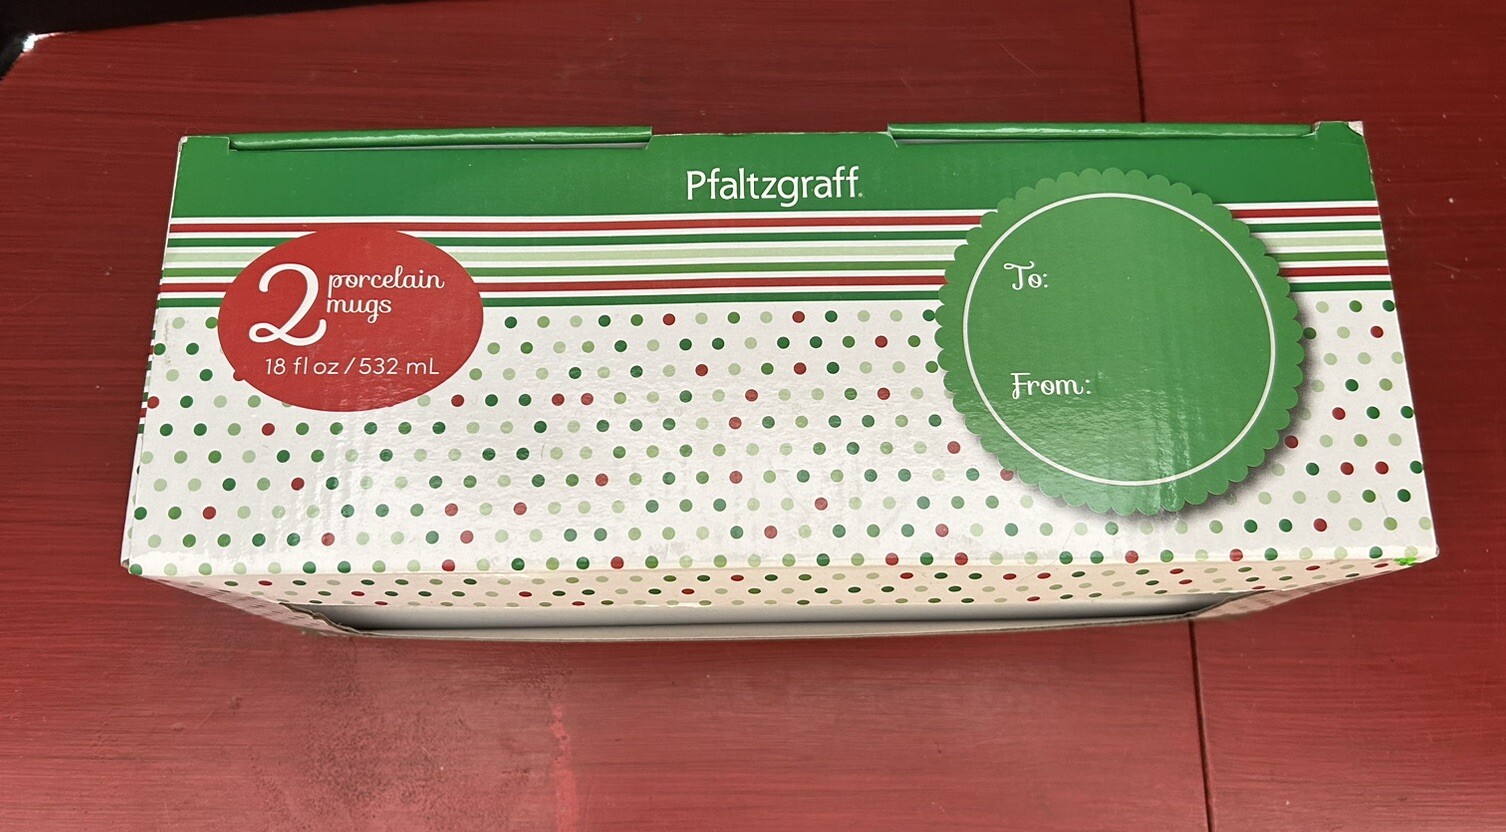 Pfaltzgraff
2 porcelain
mugs
18 fl oz / 532 mL
To:
From: